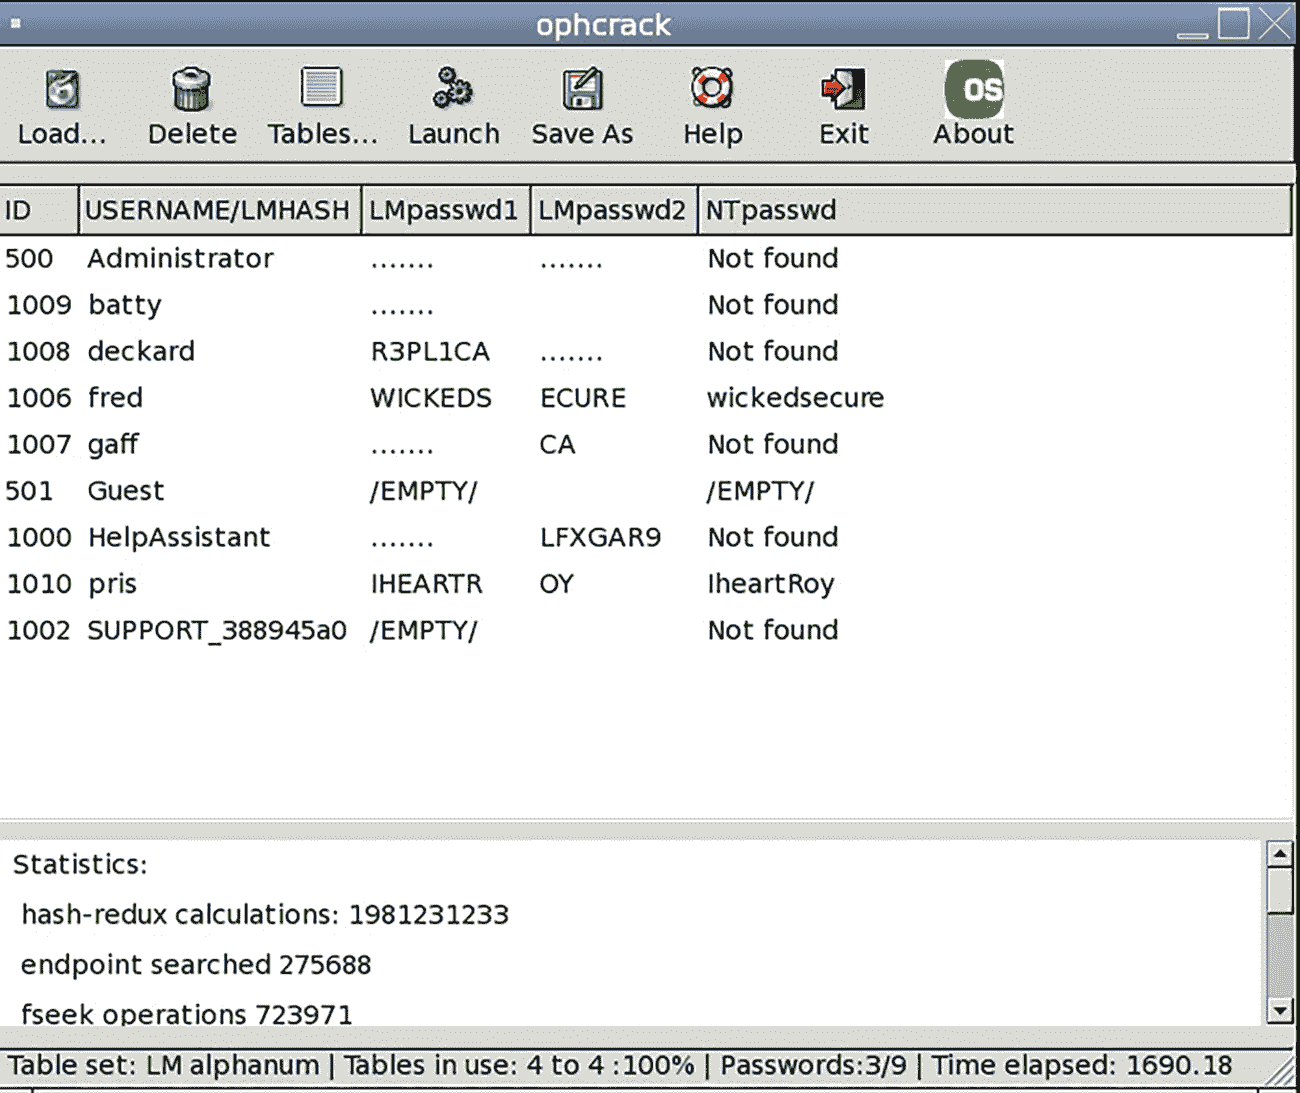 ophcrack
Load... Delete Tables... Launch Save As Help Exit OS About
ID USERNAME/LMHASH LMpasswd1 LMpasswd2 NTpasswd
500 Administrator ....... ....... Not found
1009 batty ....... Not found
1008 deckard R3PL1CA ....... Not found
1006 fred WICKEDS ECURE wickedsecure
1007 gaff ....... CA Not found
501 Guest /EMPTY/ /EMPTY/
1000 HelpAssistant ....... LFXGAR9 Not found
1010 pris IHEARTR OY IheartRoy
1002 SUPPORT_388945a0 /EMPTY/ Not found
Statistics:
hash-redux calculations: 1981231233
endpoint searched 275688
fseek operations 723971
Table set: LM alphanum | Tables in use: 4 to 4 :100% | Passwords:3/9 | Time elapsed: 1690.18